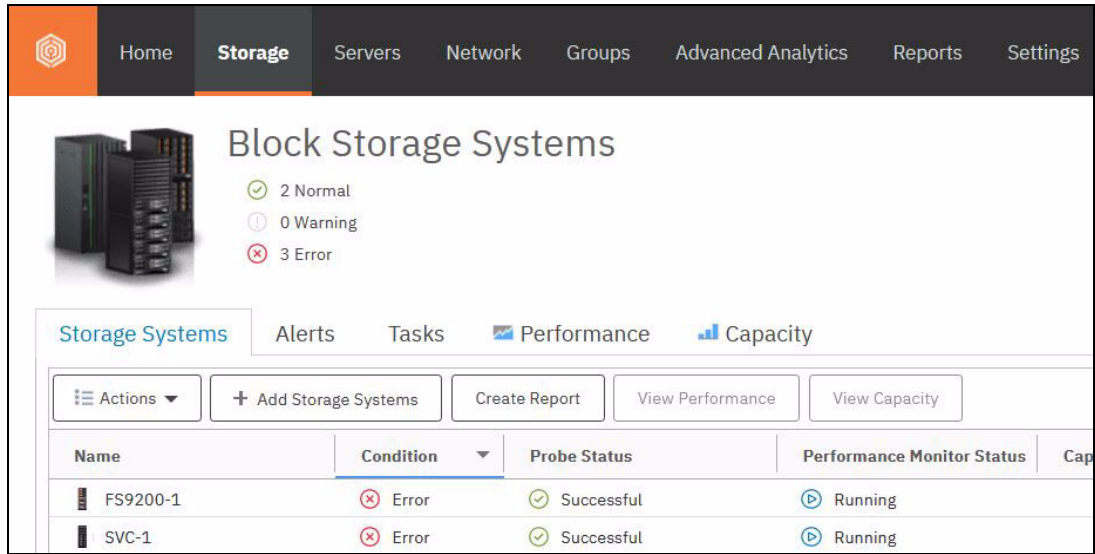 Home Storage Servers Network Groups Advanced Analytics Reports Settings
Block Storage Systems
2 Normal
0 Warning
3 Error
Storage Systems Alerts Tasks Performance Capacity
Actions + Add Storage Systems Create Report View Performance View Capacity
Name Condition Probe Status Performance Monitor Status Cap
FS9200-1 Error Successful Running
SVC-1 Error Successful Running